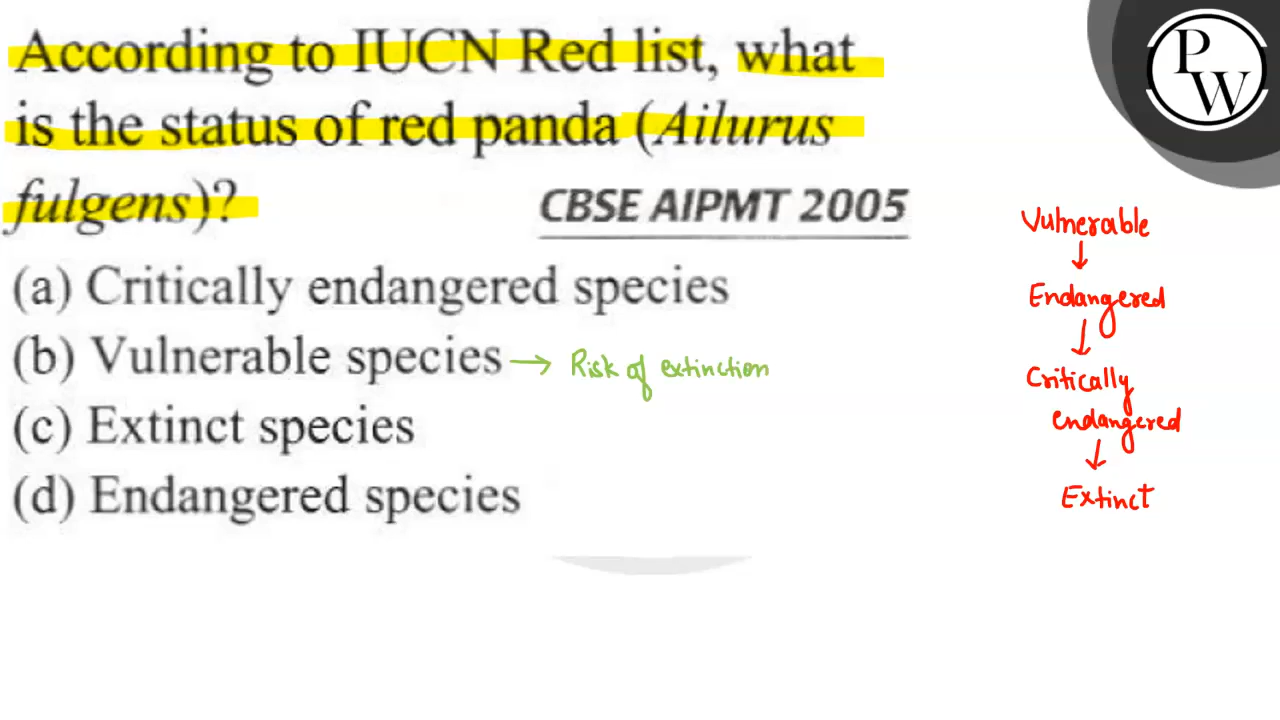 According to IUCN Red list, what
is the status of red panda (Ailurus
fulgens)?
CBSE AIPMT 2005
(a) Critically endangered species
(b) Vulnerable species → Risk of extinction
(c) Extinct species
(d) Endangered species
PW
Vulnerable
↓
Endangered
↓
Critically
endangered
↓
Extinct